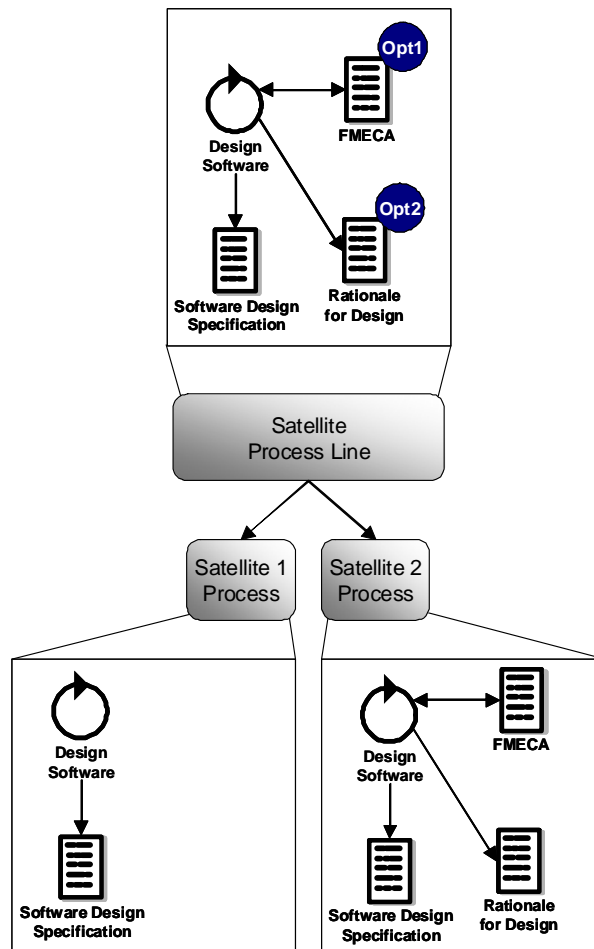 Opt1
FMECA
Design
Software
Opt2
Software Design
Specification
Rationale
for Design
Satellite
Process Line
Satellite 1
Process
Satellite 2
Process
Design
Software
Software Design
Specification
FMECA
Design
Software
Software Design
Specification
Rationale
for Design